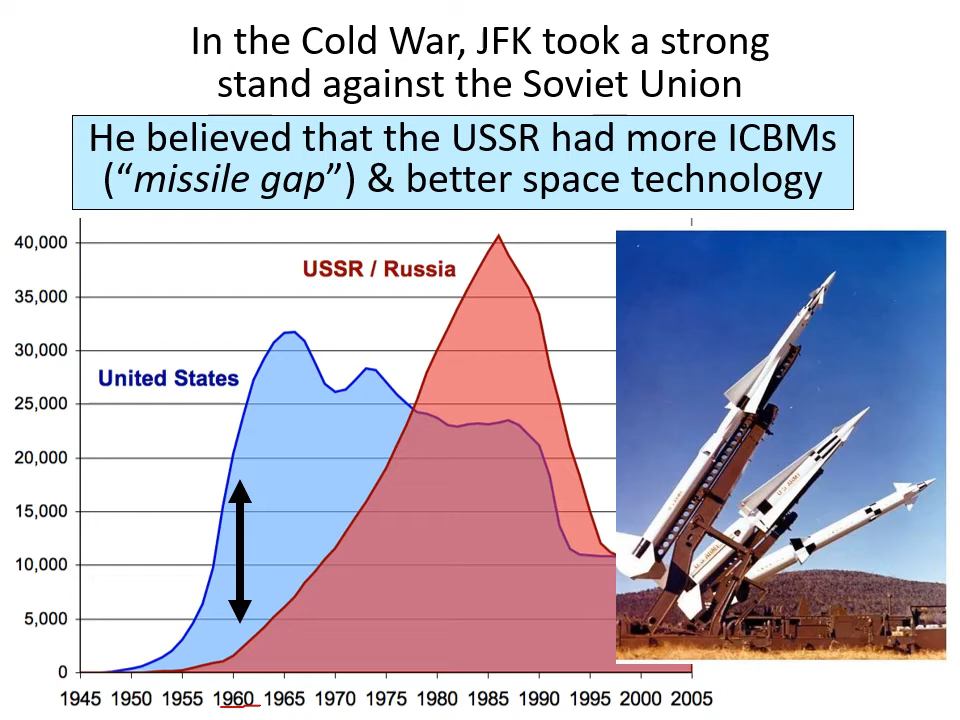 In the Cold War, JFK took a strong
stand against the Soviet Union
He believed that the USSR had more ICBMs
(“missile gap”) & better space technology
40,000
USSR / Russia
35,000
30,000
United States
25,000
20,000
15,000
10,000
5,000
0
1945 1950 1955 1960 1965 1970 1975 1980 1985 1990 1995 2000 2005
U.S. ARMY
U.S. ARMY